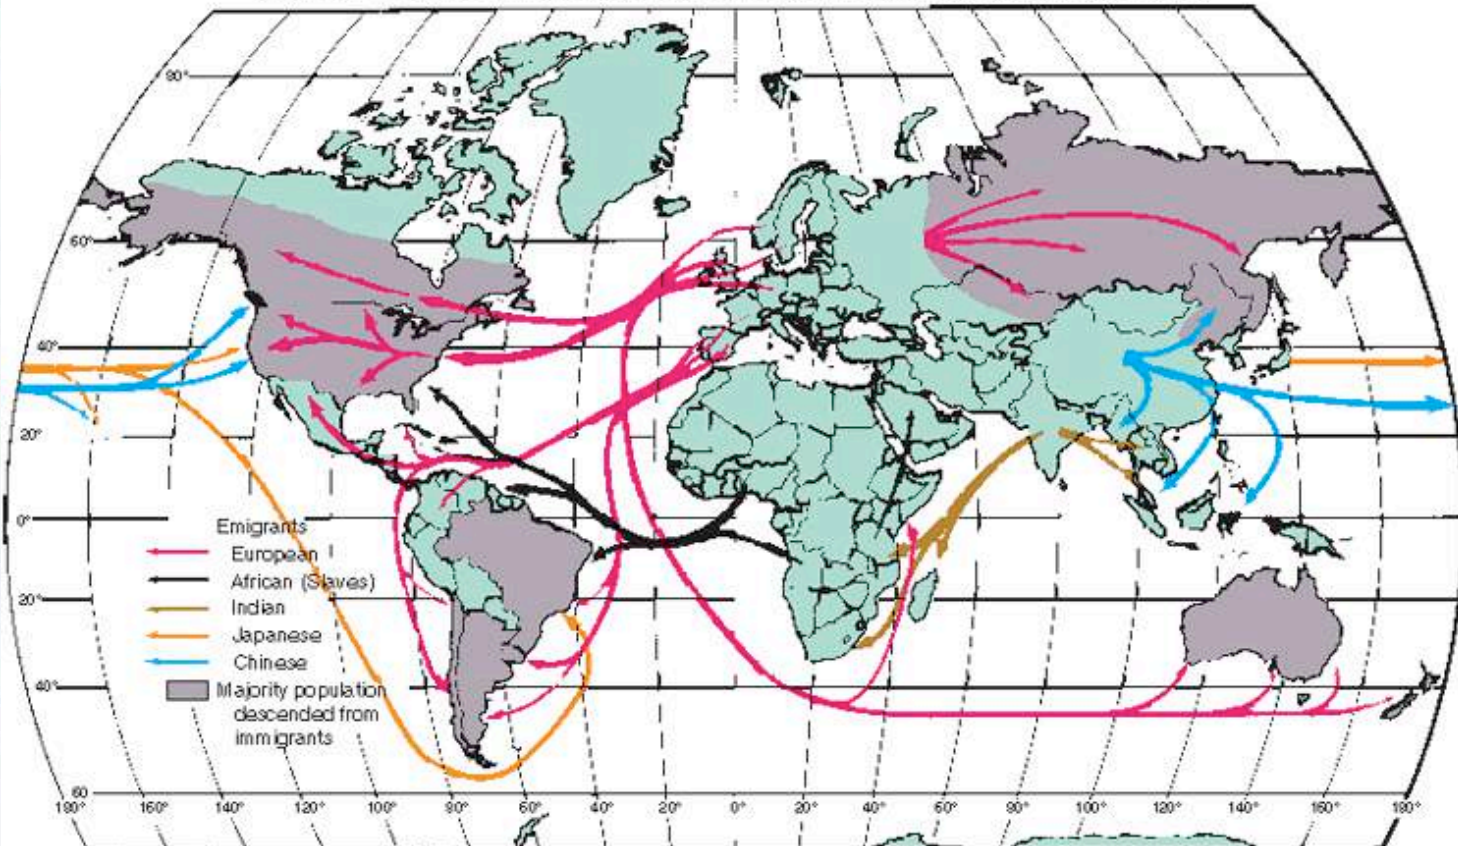 80°
60°
40°
20°
0°
20°
40°
60
Emigrants
European
African (Slaves)
Indian
Japanese
Chinese
Majority population
descended from
immigrants
180° 160° 140° 120° 100° 80° 60° 40° 20° 0° 20° 40° 60° 80° 100° 120° 140° 160° 180°